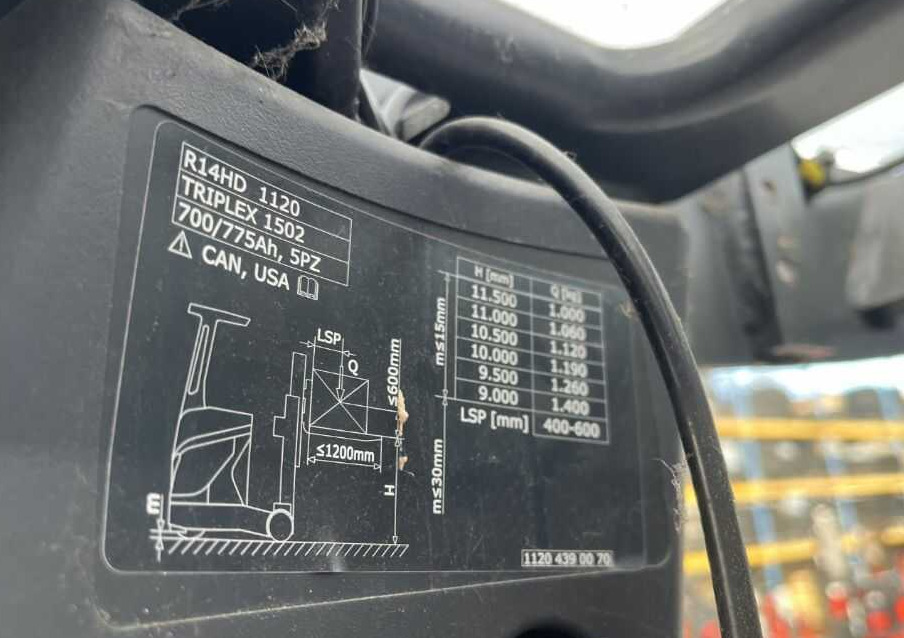 R14HD 1120
TRIPLEX 1502
700/775Ah, 5PZ
CAN, USA
LSP
Q
≤600mm
≤1200mm
H
m
m≤15mm
m≤30mm
H [mm] Q [kg]
11.500 1.000
11.000 1.060
10.500 1.120
10.000 1.190
9.500 1.260
9.000 1.400
LSP [mm] 400-600
1120 439 00 70